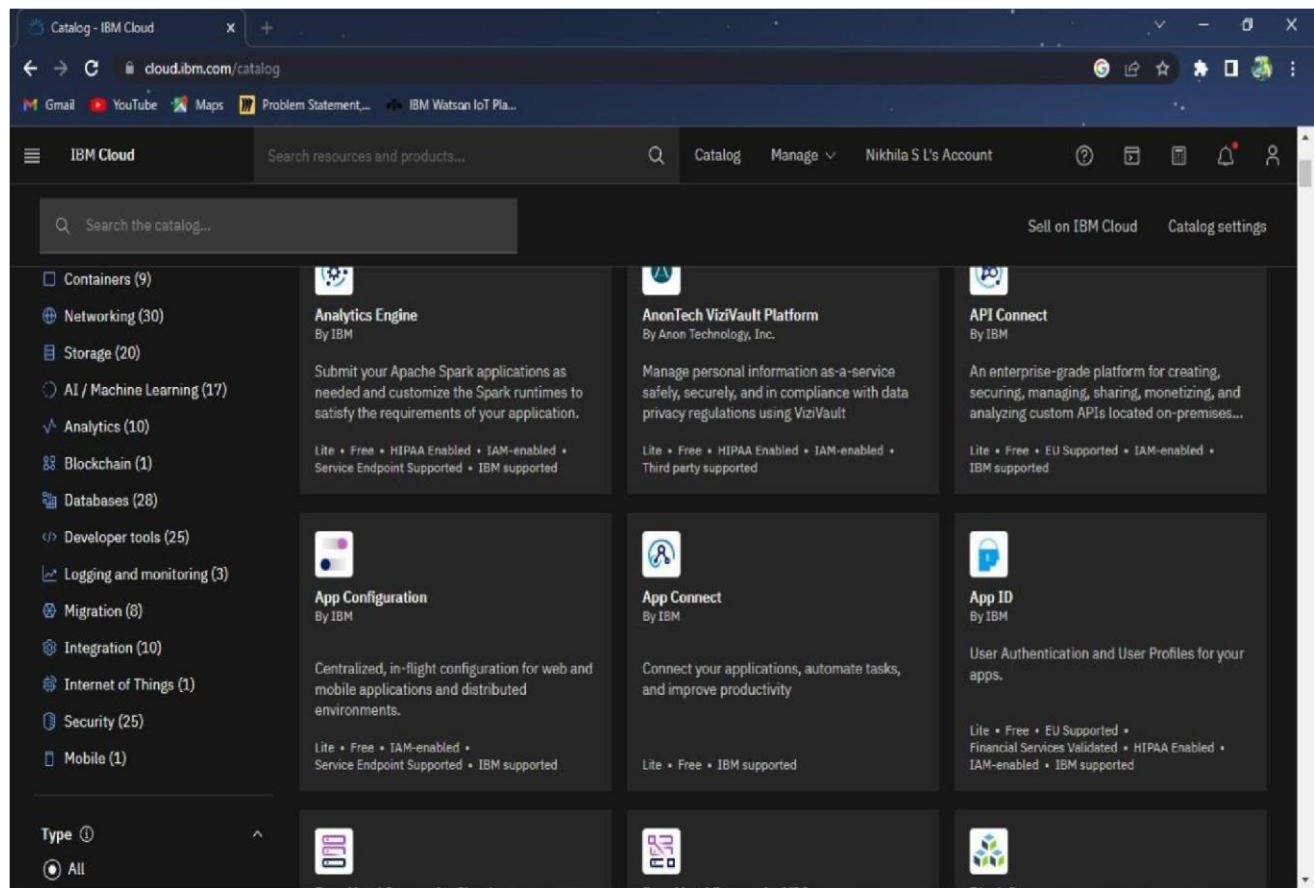 Catalog - IBM Cloud
cloud.ibm.com/catalog
Gmail YouTube Maps Problem Statement,... IBM Watson IoT Pla...
IBM Cloud Search resources and products... Catalog Manage Nikhila S L's Account
Search the catalog... Sell on IBM Cloud Catalog settings
Containers (9)
Networking (30)
Storage (20)
AI / Machine Learning (17)
Analytics (10)
Blockchain (1)
Databases (28)
Developer tools (25)
Logging and monitoring (3)
Migration (8)
Integration (10)
Internet of Things (1)
Security (25)
Mobile (1)
Type
All
Analytics Engine
By IBM
Submit your Apache Spark applications as
needed and customize the Spark runtimes to
satisfy the requirements of your application.
Lite • Free • HIPAA Enabled • IAM-enabled •
Service Endpoint Supported • IBM supported
AnonTech ViziVault Platform
By Anon Technology, Inc.
Manage personal information as-a-service
safely, securely, and in compliance with data
privacy regulations using ViziVault
Lite • Free • HIPAA Enabled • IAM-enabled •
Third party supported
API Connect
By IBM
An enterprise-grade platform for creating,
securing, managing, sharing, monetizing, and
analyzing custom APIs located on-premises...
Lite • Free • EU Supported • IAM-enabled •
IBM supported
App Configuration
By IBM
Centralized, in-flight configuration for web and
mobile applications and distributed
environments.
Lite • Free • IAM-enabled •
Service Endpoint Supported • IBM supported
App Connect
By IBM
Connect your applications, automate tasks,
and improve productivity
Lite • Free • IBM supported
App ID
By IBM
User Authentication and User Profiles for your
apps.
Lite • Free • EU Supported •
Financial Services Validated • HIPAA Enabled •
IAM-enabled • IBM supported